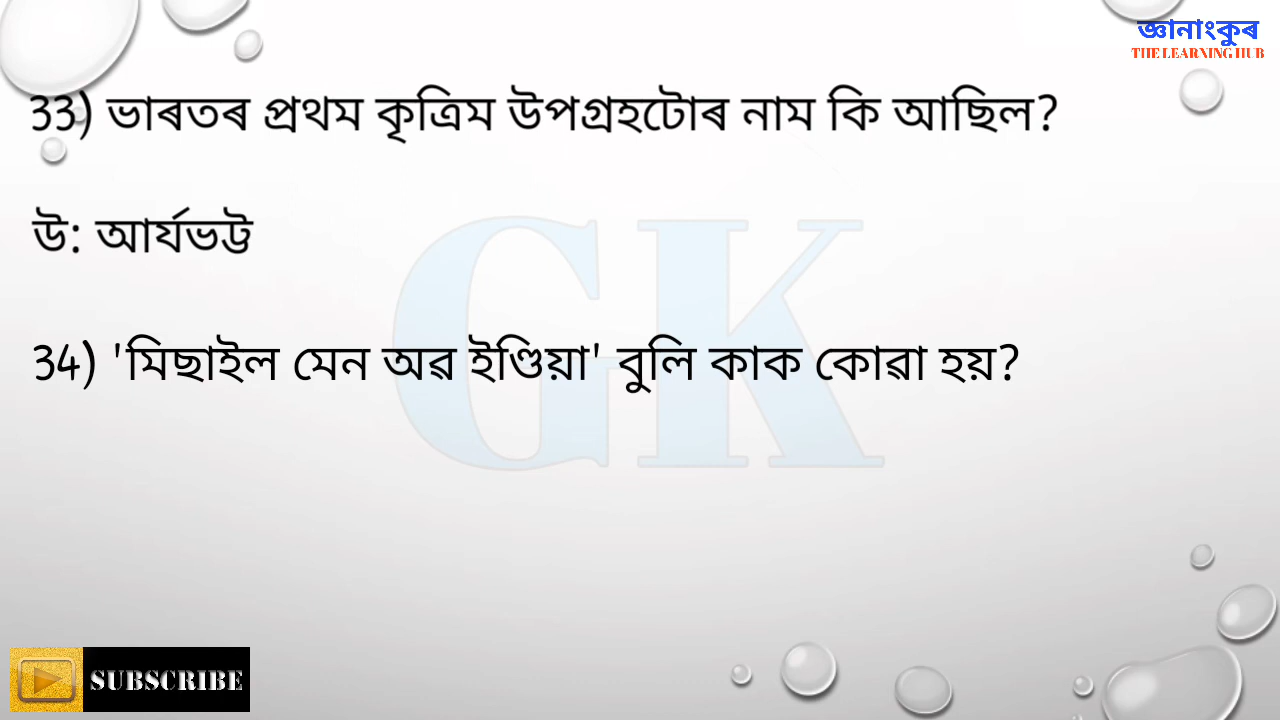 জ্ঞানাংকুৰ
THE LEARNING HUB
33) ভাৰতৰ প্ৰথম কৃত্ৰিম উপগ্ৰহটোৰ নাম কি আছিল?
উ: আৰ্যভট্ট
GK
34) 'মিছাইল মেন অৱ ইণ্ডিয়া' বুলি কাক কোৱা হয়?
SUBSCRIBE